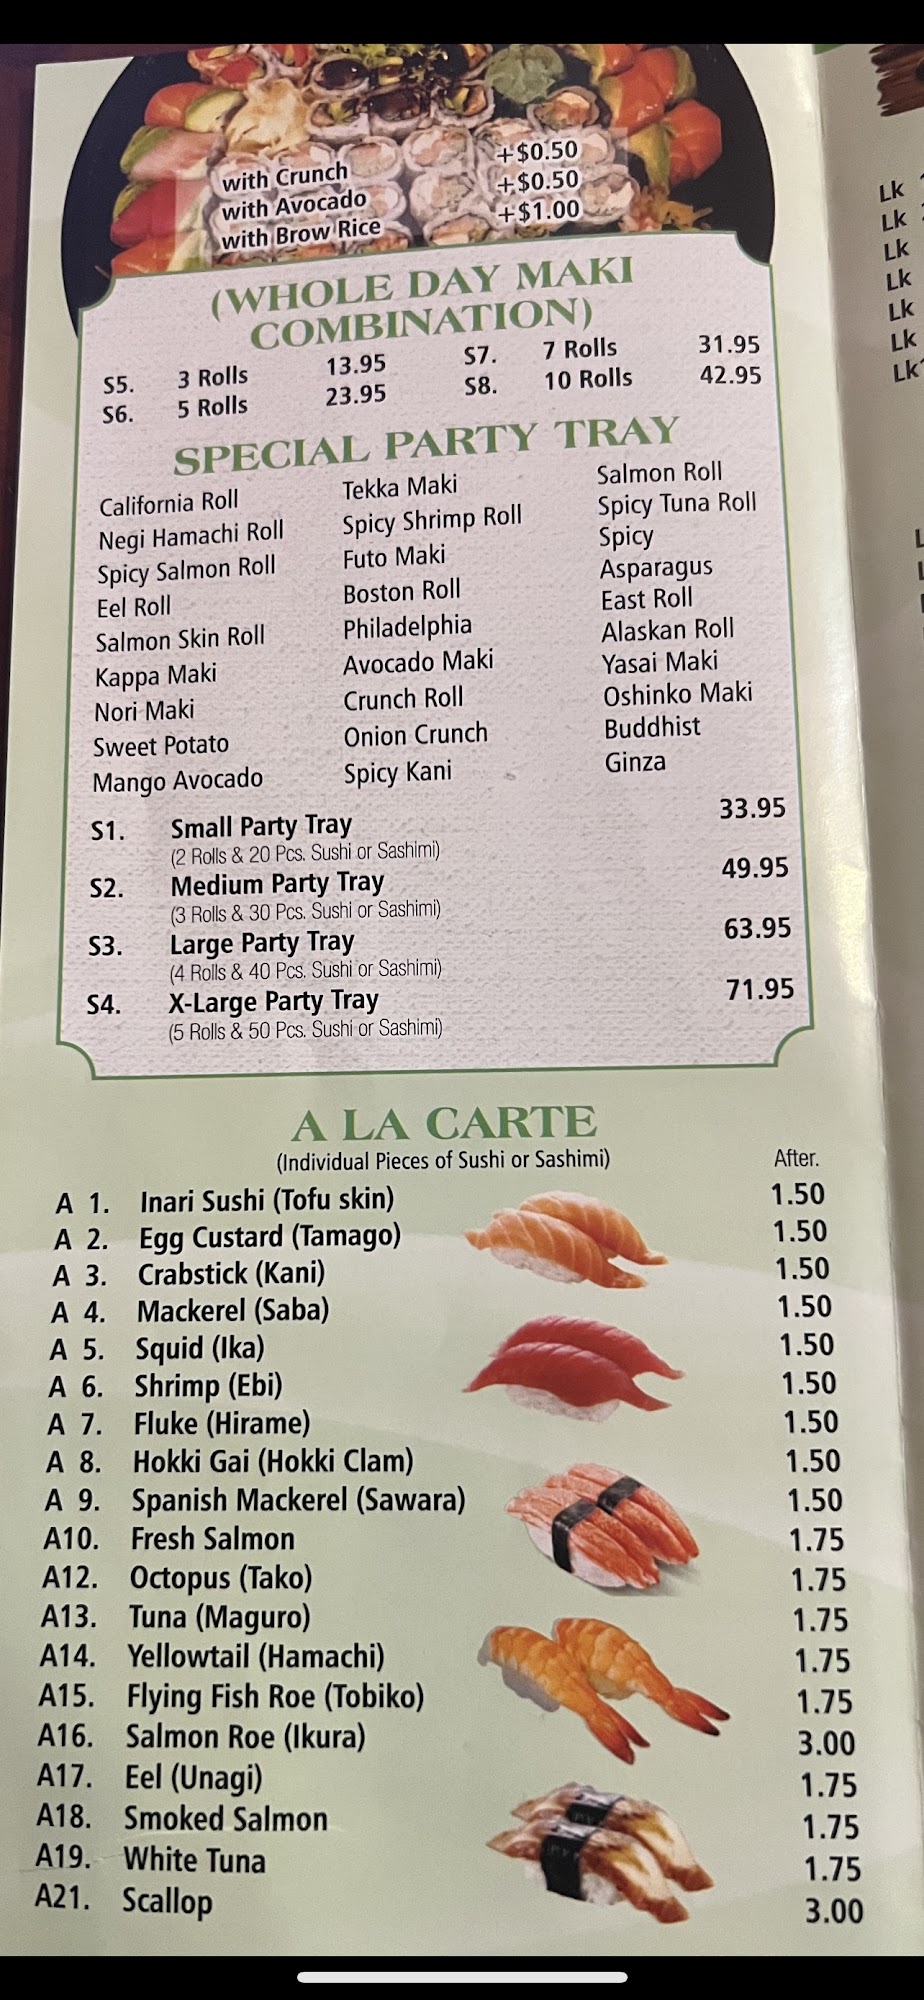 with Crunch +$0.50
with Avocado +$0.50
with Brow Rice +$1.00
(WHOLE DAY MAKI
COMBINATION)
S5. 3 Rolls 13.95 S7. 7 Rolls 31.95
S6. 5 Rolls 23.95 S8. 10 Rolls 42.95
SPECIAL PARTY TRAY
California Roll Tekka Maki Salmon Roll
Negi Hamachi Roll Spicy Shrimp Roll Spicy Tuna Roll
Spicy Salmon Roll Futo Maki Spicy
Eel Roll Boston Roll Asparagus
Salmon Skin Roll Philadelphia East Roll
Kappa Maki Avocado Maki Alaskan Roll
Nori Maki Crunch Roll Yasai Maki
Sweet Potato Onion Crunch Oshinko Maki
Mango Avocado Spicy Kani Buddhist
Ginza
S1. Small Party Tray 33.95
(2 Rolls & 20 Pcs. Sushi or Sashimi)
S2. Medium Party Tray 49.95
(3 Rolls & 30 Pcs. Sushi or Sashimi)
S3. Large Party Tray 63.95
(4 Rolls & 40 Pcs. Sushi or Sashimi)
S4. X-Large Party Tray 71.95
(5 Rolls & 50 Pcs. Sushi or Sashimi)
A LA CARTE
(Individual Pieces of Sushi or Sashimi) After.
A 1. Inari Sushi (Tofu skin) 1.50
A 2. Egg Custard (Tamago) 1.50
A 3. Crabstick (Kani) 1.50
A 4. Mackerel (Saba) 1.50
A 5. Squid (Ika) 1.50
A 6. Shrimp (Ebi) 1.50
A 7. Fluke (Hirame) 1.50
A 8. Hokki Gai (Hokki Clam) 1.50
A 9. Spanish Mackerel (Sawara) 1.50
A10. Fresh Salmon 1.75
A12. Octopus (Tako) 1.75
A13. Tuna (Maguro) 1.75
A14. Yellowtail (Hamachi) 1.75
A15. Flying Fish Roe (Tobiko) 1.75
A16. Salmon Roe (Ikura) 3.00
A17. Eel (Unagi) 1.75
A18. Smoked Salmon 1.75
A19. White Tuna 1.75
A21. Scallop 3.00
Lk
Lk
Lk
Lk
Lk
Lk
Lk